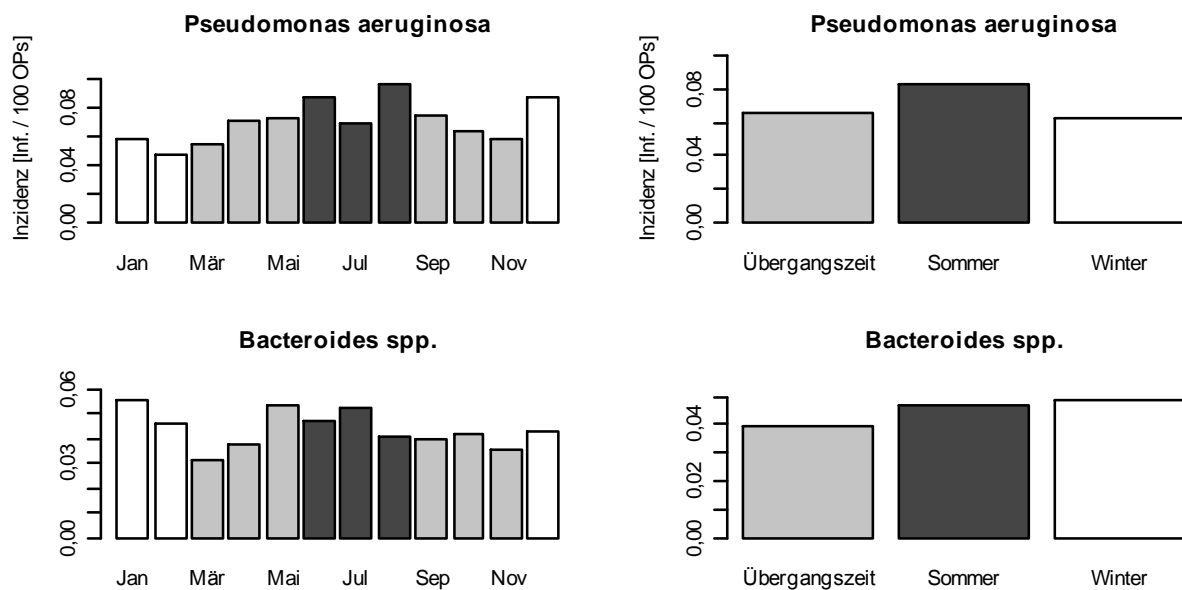 Pseudomonas aeruginosa
Inzidenz [Inf. / 100 OPs]
0,00 0,04 0,08
Jan Mär Mai Jul Sep Nov
Pseudomonas aeruginosa
Inzidenz [Inf. / 100 OPs]
0,00 0,04 0,08
Übergangszeit Sommer Winter
Bacteroides spp.
0,00 0,03 0,06
Jan Mär Mai Jul Sep Nov
Bacteroides spp.
0,00 0,02 0,04
Übergangszeit Sommer Winter